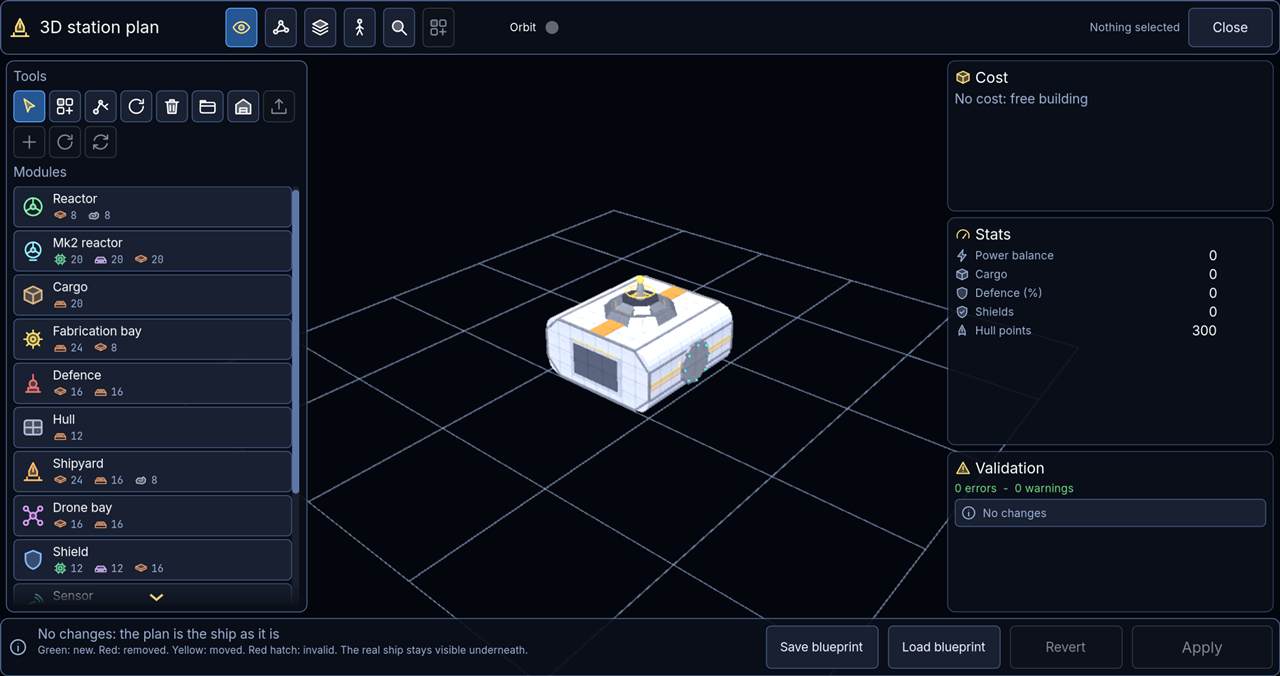 3D station plan
Orbit
Nothing selected
Close
Tools
Modules
Reactor
8 8
Mk2 reactor
20 20 20
Cargo
20
Fabrication bay
24 8
Defence
16 16
Hull
12
Shipyard
24 16 8
Drone bay
16 16
Shield
12 12 16
Sensor
Cost
No cost: free building
Stats
Power balance 0
Cargo 0
Defence (%) 0
Shields 0
Hull points 300
Validation
0 errors - 0 warnings
No changes
No changes: the plan is the ship as it is
Green: new. Red: removed. Yellow: moved. Red hatch: invalid. The real ship stays visible underneath.
Save blueprint
Load blueprint
Revert
Apply